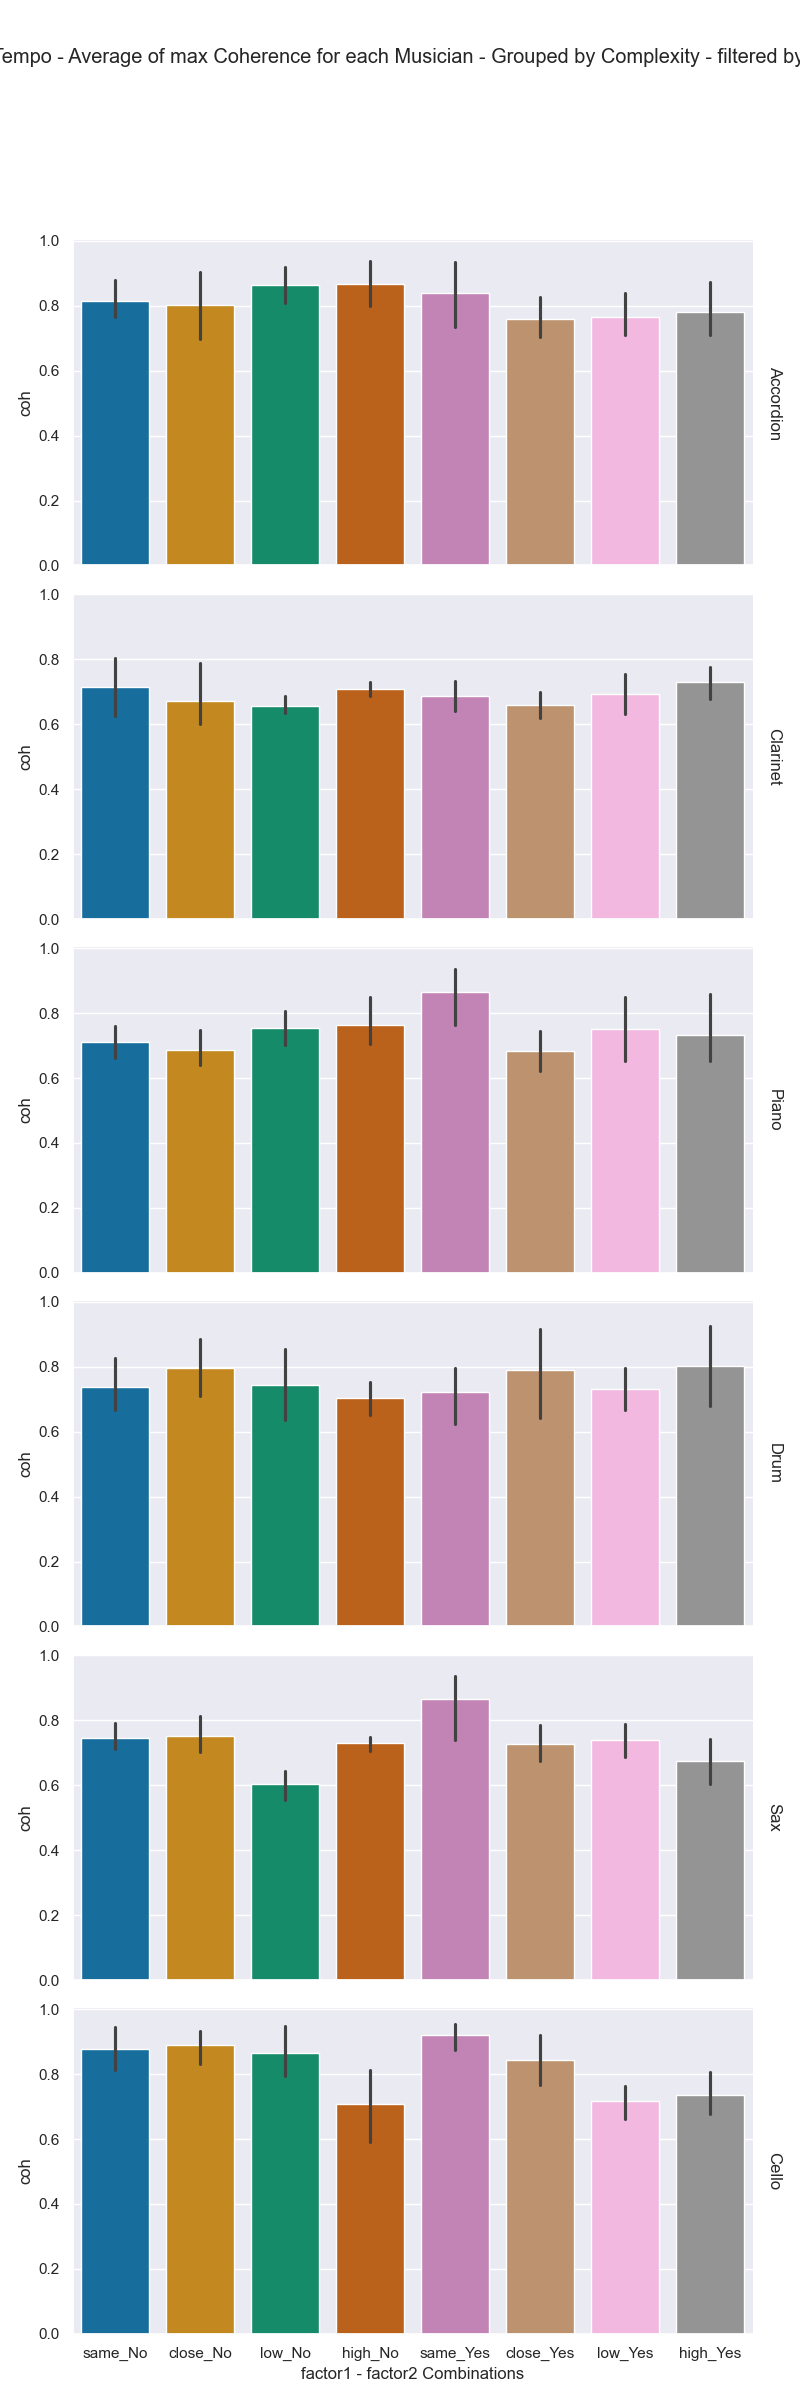 Tempo - Average of max Coherence for each Musician - Grouped by Complexity - filtered by
1.0
0.8
0.6
0.4
0.2
0.0
coh
Accordion
1.0
0.8
0.6
0.4
0.2
0.0
coh
Clarinet
1.0
0.8
0.6
0.4
0.2
0.0
coh
Piano
1.0
0.8
0.6
0.4
0.2
0.0
coh
Drum
1.0
0.8
0.6
0.4
0.2
0.0
coh
Sax
1.0
0.8
0.6
0.4
0.2
0.0
coh
Cello
same_No close_No low_No high_No same_Yes close_Yes low_Yes high_Yes
factor1 - factor2 Combinations